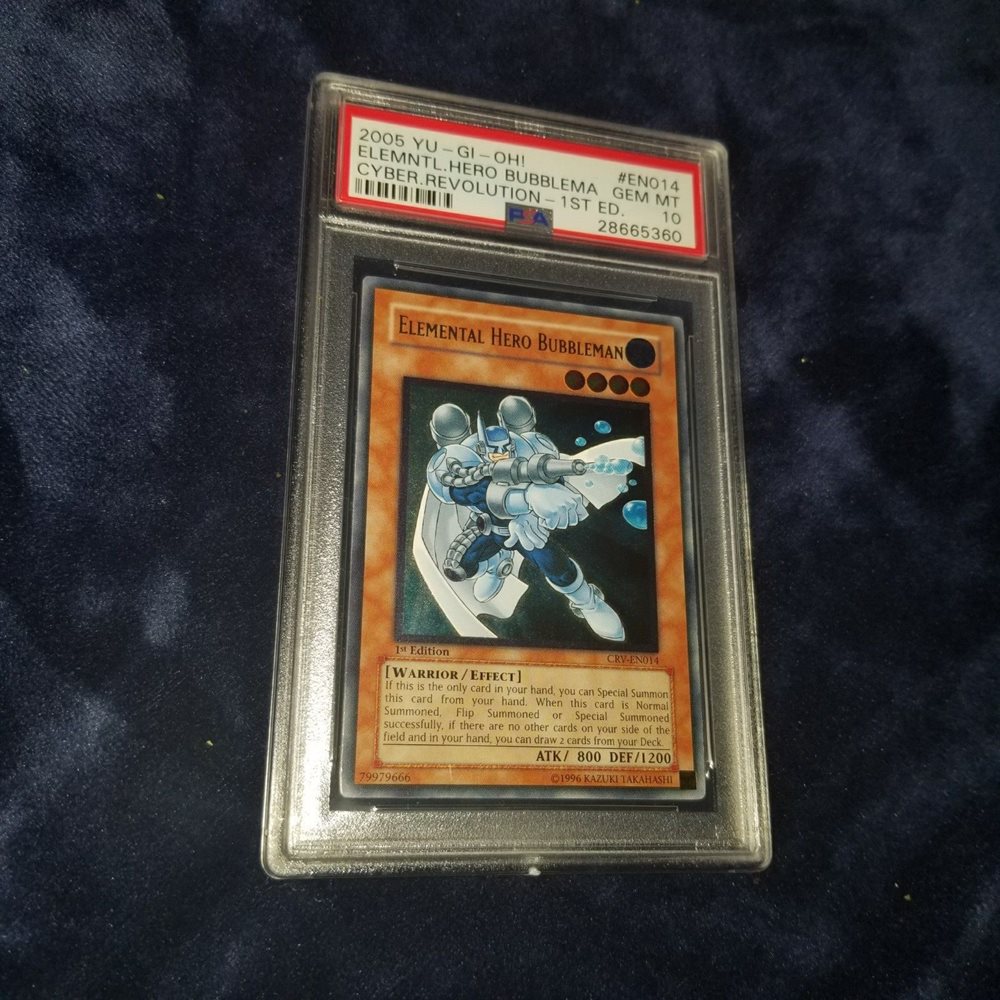 2005 YU-GI-OH! #EN014
ELEMNTL.HERO BUBBLEMA GEM MT
CYBER.REVOLUTION-1ST ED. 10
PSA 28665360
ELEMENTAL HERO BUBBLEMAN
1st Edition CRV-EN014
[WARRIOR/EFFECT]
If this is the only card in your hand, you can Special Summon
this card from your hand. When this card is Normal
Summoned, Flip Summoned or Special Summoned
successfully, if there are no other cards on your side of the
field and in your hand, you can draw 2 cards from your Deck.
ATK/ 800 DEF/1200
79979666 ©1996 KAZUKI TAKAHASHI